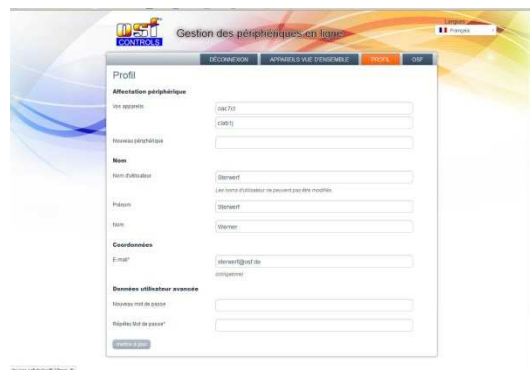 Langues
osf
CONTROLS
Gestion des périphériques en ligne
Français
DÉCONNEXION
APPAREILS VUE D'ENSEMBLE
PROFIL
OSF
Profil
Affectation périphérique
Vos appareils
Nouveau périphérique
Nom
Nom d'utilisateur
Sterwerf
Les noms d'utilisateur ne peuvent pas être modifiés.
Prénom
Sterwerf
Nom
Werner
Coordonnées
E-mail*
sterwerf@osf.de
Données utilisateur avancée
Nouveau mot de passe
Répétez Mot de passe*
mettre à jour